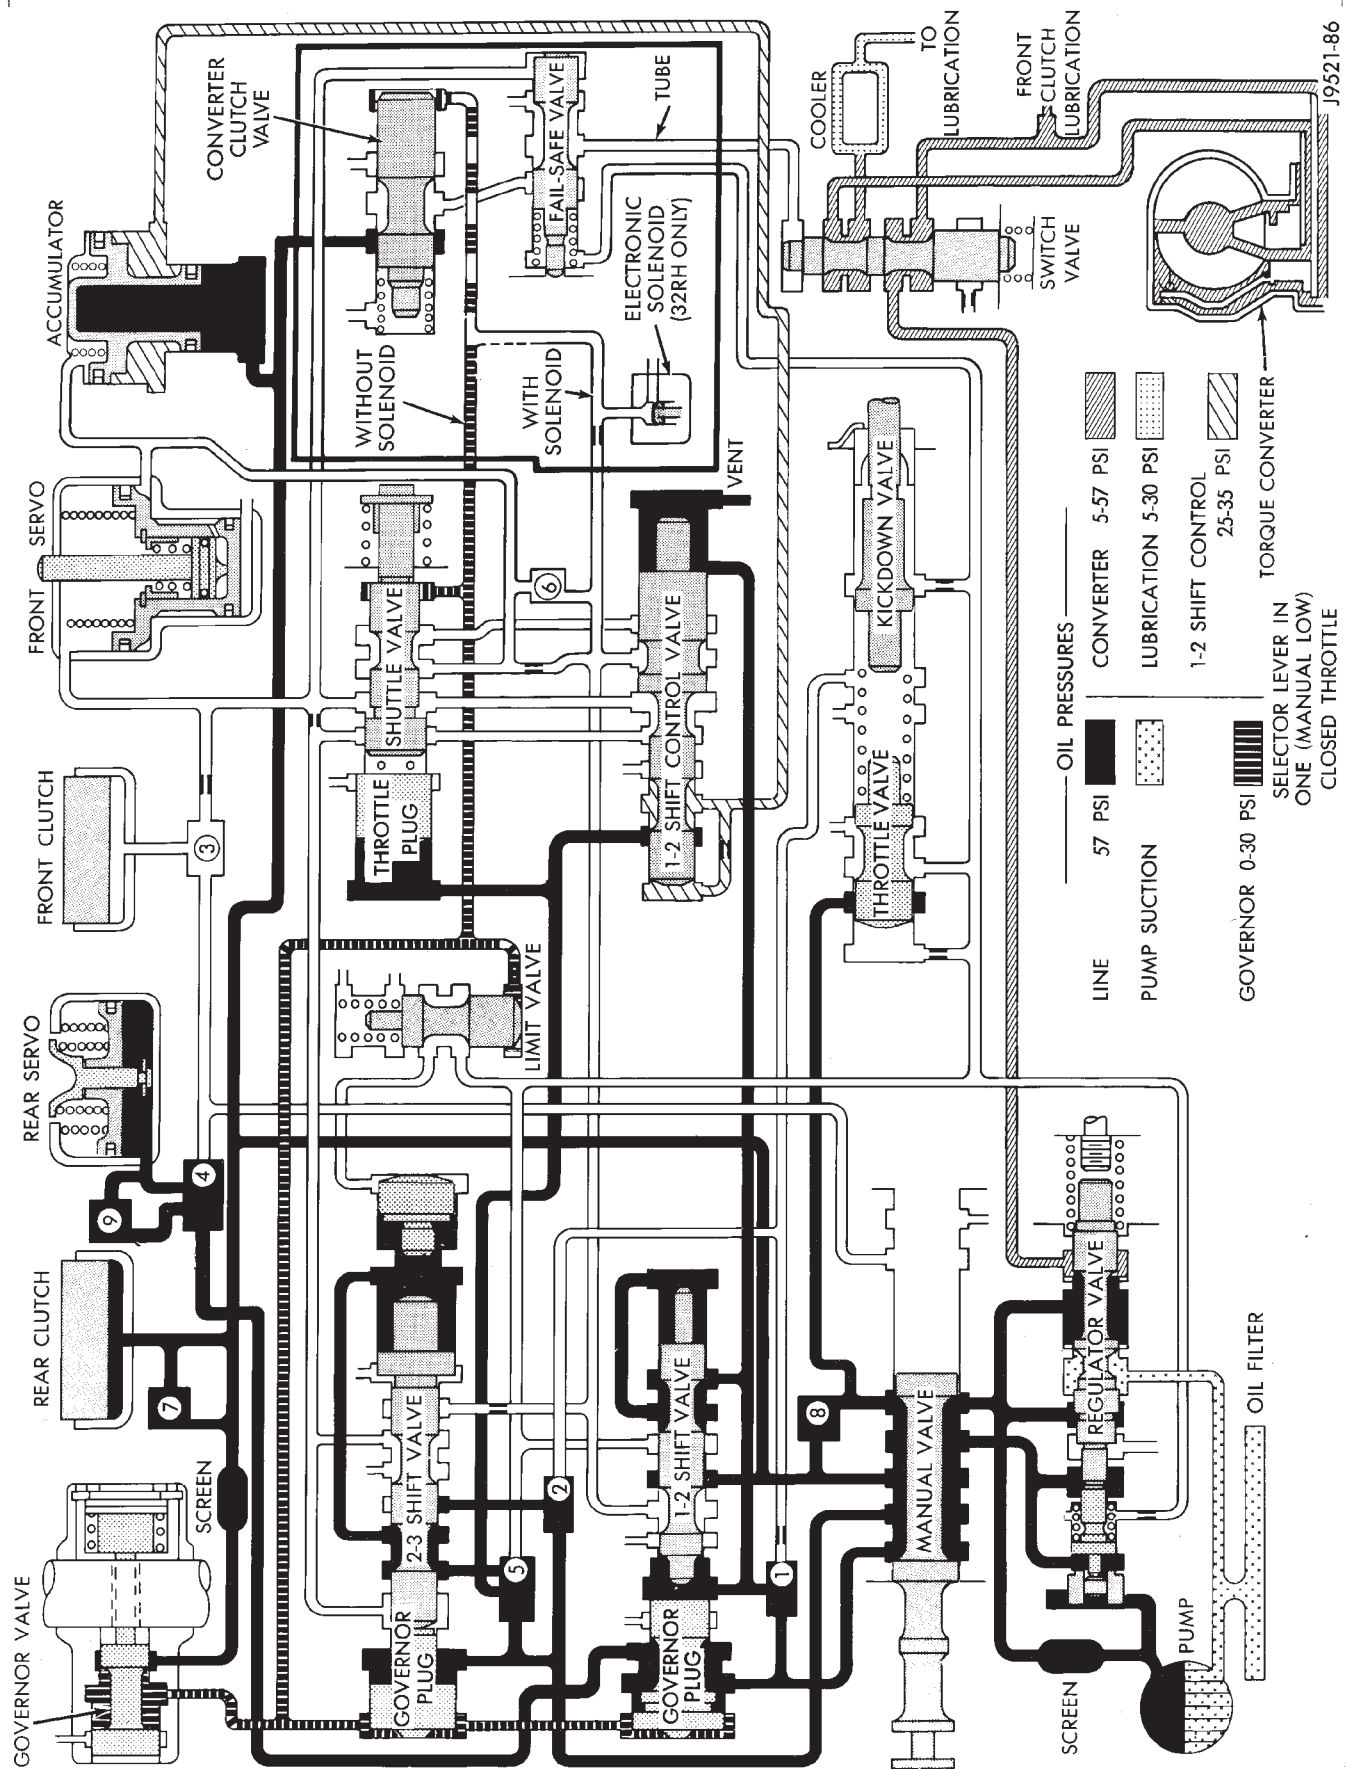 GOVERNOR VALVE
SCREEN
REAR CLUTCH
7
9
4
REAR SERVO
FRONT CLUTCH
3
FRONT SERVO
ACCUMULATOR
CONVERTER
CLUTCH
VALVE
GOVERNOR
PLUG
2-3 SHIFT VALVE
5
2
LIMIT VALVE
THROTTLE
PLUG
SHUTTLE VALVE
6
WITHOUT
SOLENOID
WITH
SOLENOID
FAIL-SAFE VALVE
ELECTRONIC
SOLENOID
(32RH ONLY)
TUBE
GOVERNOR
PLUG
1-2 SHIFT VALVE
1
8
1-2 SHIFT CONTROL VALVE
VENT
MANUAL VALVE
THROTTLE VALVE
KICKDOWN VALVE
SWITCH
VALVE
COOLER
TO
LUBRICATION
FRONT
CLUTCH
LUBRICATION
SCREEN
PUMP
REGULATOR VALVE
OIL FILTER
OIL PRESSURES
LINE 57 PSI
PUMP SUCTION
GOVERNOR 0-30 PSI
CONVERTER 5-57 PSI
LUBRICATION 5-30 PSI
1-2 SHIFT CONTROL
25-35 PSI
TORQUE CONVERTER
SELECTOR LEVER IN
ONE (MANUAL LOW)
CLOSED THROTTLE
J9521-86